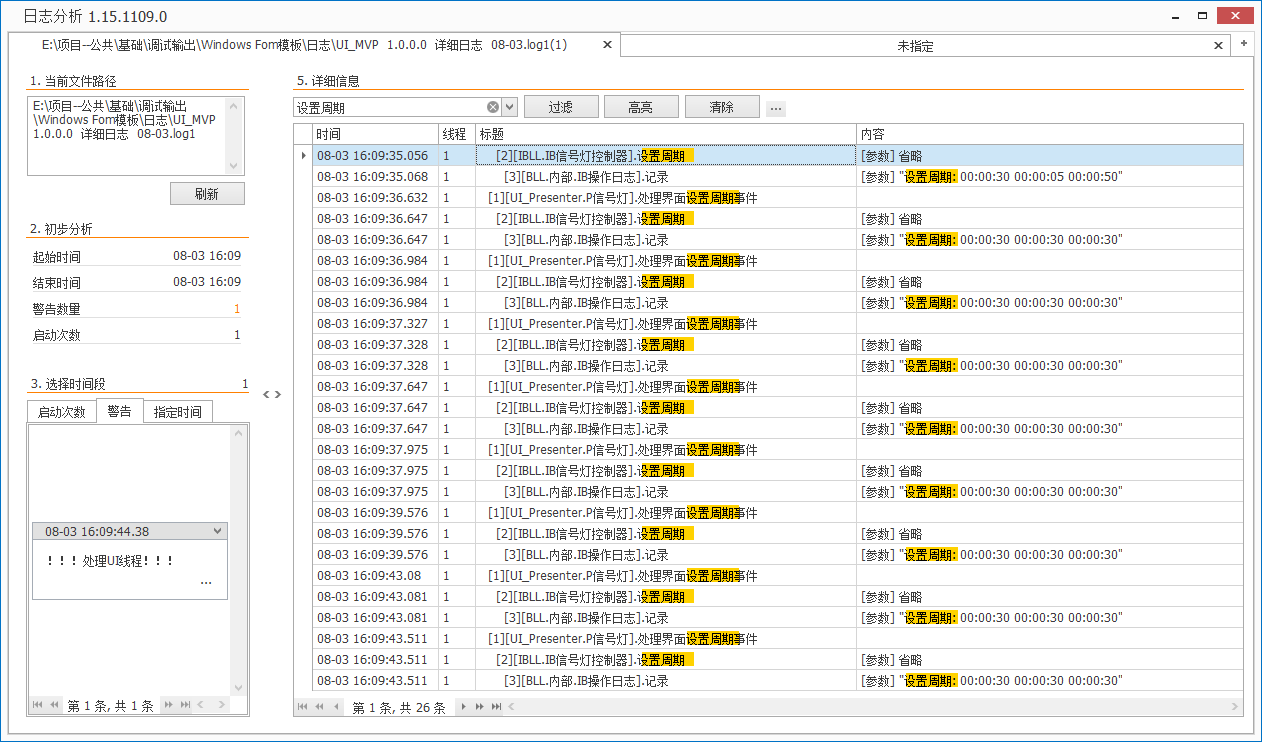 日志分析 1.15.1109.0
E:\项目--公共\基础\调试输出\Windows Fom模板\日志\UI_MVP 1.0.0.0 详细日志 08-03.log1(1)
未指定
1. 当前文件路径
E:\项目--公共\基础\调试输出
\Windows Fom模板\日志\UI_MVP
1.0.0.0 详细日志 08-03.log1
刷新
2. 初步分析
起始时间 08-03 16:09
结束时间 08-03 16:09
警告数量 1
启动次数 1
3. 选择时间段 1
启动次数 警告 指定时间
08-03 16:09:44.38
！！！处理UI线程！！！
...
第 1 条, 共 1 条
5. 详细信息
设置周期 过滤 高亮 清除 ...
时间 线程 标题 内容
08-03 16:09:35.056 1 [2][IBLL.IB信号灯控制器].设置周期 [参数] 省略
08-03 16:09:35.068 1 [3][BLL.内部.IB操作日志].记录 [参数] "设置周期: 00:00:30 00:00:05 00:00:50"
08-03 16:09:36.632 1 [1][UI_Presenter.P信号灯].处理界面设置周期事件
08-03 16:09:36.647 1 [2][IBLL.IB信号灯控制器].设置周期 [参数] 省略
08-03 16:09:36.647 1 [3][BLL.内部.IB操作日志].记录 [参数] "设置周期: 00:00:30 00:00:30 00:00:30"
08-03 16:09:36.984 1 [1][UI_Presenter.P信号灯].处理界面设置周期事件
08-03 16:09:36.984 1 [2][IBLL.IB信号灯控制器].设置周期 [参数] 省略
08-03 16:09:36.984 1 [3][BLL.内部.IB操作日志].记录 [参数] "设置周期: 00:00:30 00:00:30 00:00:30"
08-03 16:09:37.327 1 [1][UI_Presenter.P信号灯].处理界面设置周期事件
08-03 16:09:37.328 1 [2][IBLL.IB信号灯控制器].设置周期 [参数] 省略
08-03 16:09:37.328 1 [3][BLL.内部.IB操作日志].记录 [参数] "设置周期: 00:00:30 00:00:30 00:00:30"
08-03 16:09:37.647 1 [1][UI_Presenter.P信号灯].处理界面设置周期事件
08-03 16:09:37.647 1 [2][IBLL.IB信号灯控制器].设置周期 [参数] 省略
08-03 16:09:37.647 1 [3][BLL.内部.IB操作日志].记录 [参数] "设置周期: 00:00:30 00:00:30 00:00:30"
08-03 16:09:37.975 1 [1][UI_Presenter.P信号灯].处理界面设置周期事件
08-03 16:09:37.975 1 [2][IBLL.IB信号灯控制器].设置周期 [参数] 省略
08-03 16:09:37.975 1 [3][BLL.内部.IB操作日志].记录 [参数] "设置周期: 00:00:30 00:00:30 00:00:30"
08-03 16:09:39.576 1 [1][UI_Presenter.P信号灯].处理界面设置周期事件
08-03 16:09:39.576 1 [2][IBLL.IB信号灯控制器].设置周期 [参数] 省略
08-03 16:09:39.576 1 [3][BLL.内部.IB操作日志].记录 [参数] "设置周期: 00:00:30 00:00:30 00:00:30"
08-03 16:09:43.08 1 [1][UI_Presenter.P信号灯].处理界面设置周期事件
08-03 16:09:43.081 1 [2][IBLL.IB信号灯控制器].设置周期 [参数] 省略
08-03 16:09:43.081 1 [3][BLL.内部.IB操作日志].记录 [参数] "设置周期: 00:00:30 00:00:30 00:00:30"
08-03 16:09:43.511 1 [1][UI_Presenter.P信号灯].处理界面设置周期事件
08-03 16:09:43.511 1 [2][IBLL.IB信号灯控制器].设置周期 [参数] 省略
08-03 16:09:43.511 1 [3][BLL.内部.IB操作日志].记录 [参数] "设置周期: 00:00:30 00:00:30 00:00:30"
第 1 条, 共 26 条